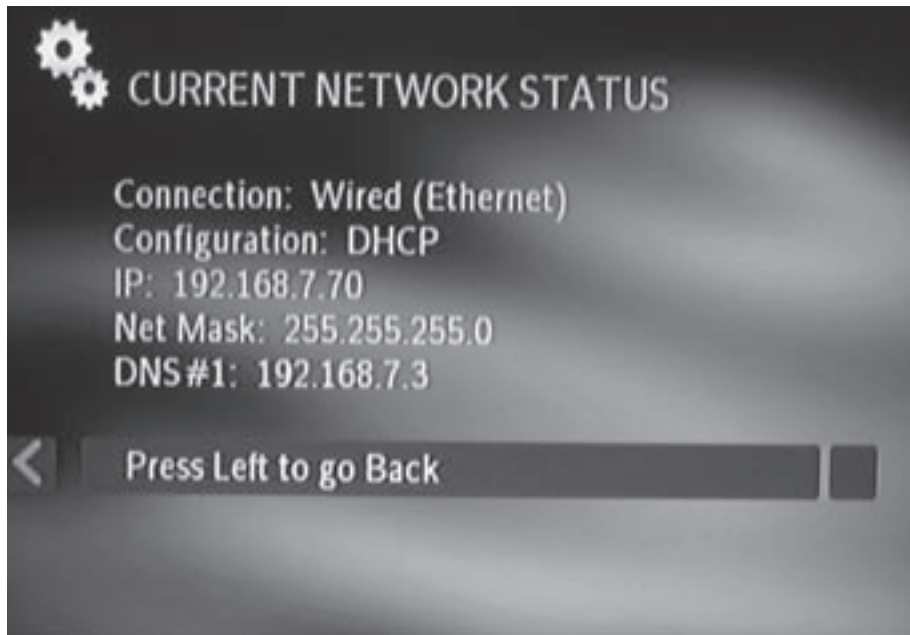 CURRENT NETWORK STATUS
Connection: Wired (Ethernet)
Configuration: DHCP
IP: 192.168.7.70
Net Mask: 255.255.255.0
DNS#1: 192.168.7.3
Press Left to go Back